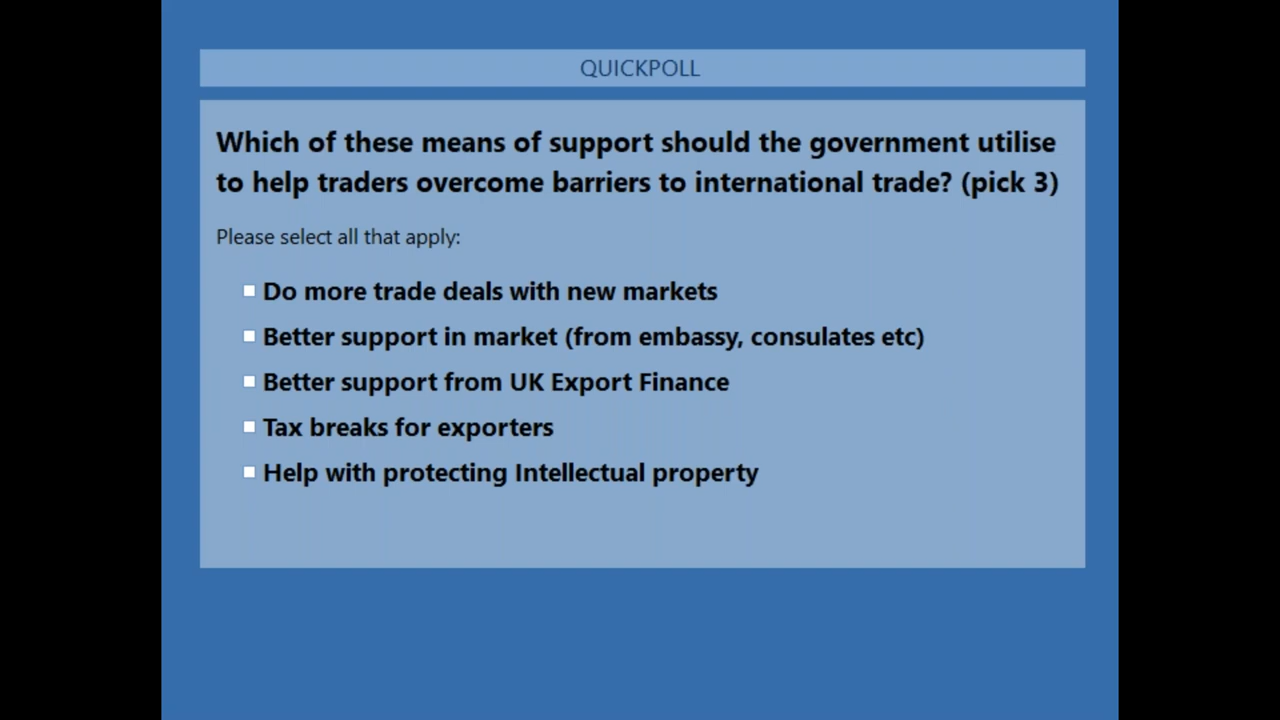 QUICKPOLL
Which of these means of support should the government utilise
to help traders overcome barriers to international trade? (pick 3)
Please select all that apply:
Do more trade deals with new markets
Better support in market (from embassy, consulates etc)
Better support from UK Export Finance
Tax breaks for exporters
Help with protecting Intellectual property